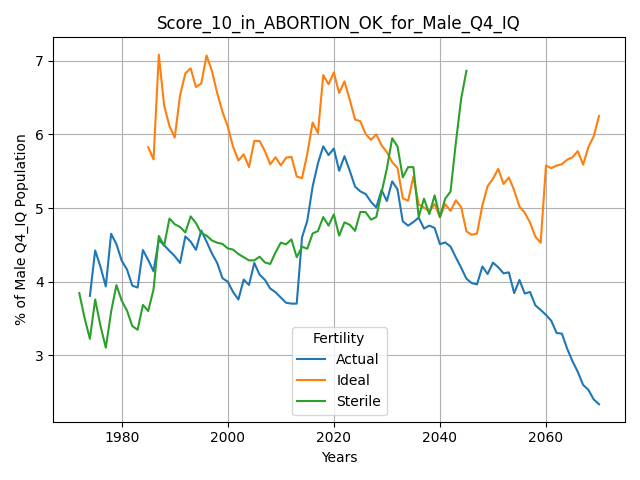 Score_10_in_ABORTION_OK_for_Male_Q4_IQ
% of Male Q4_IQ Population
7
6
5
4
3
Fertility
Actual
Ideal
Sterile
1980 2000 2020 2040 2060
Years